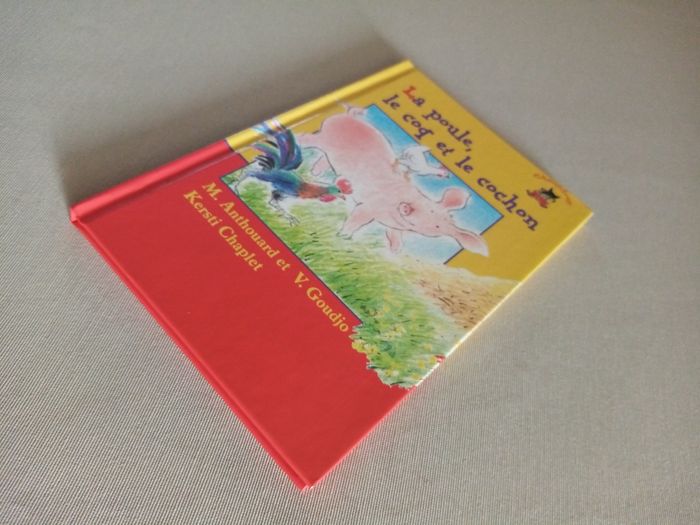 La poule,
le coq et le cochon
M. Anthouard et V. Goudjo
Kersti Chaplet